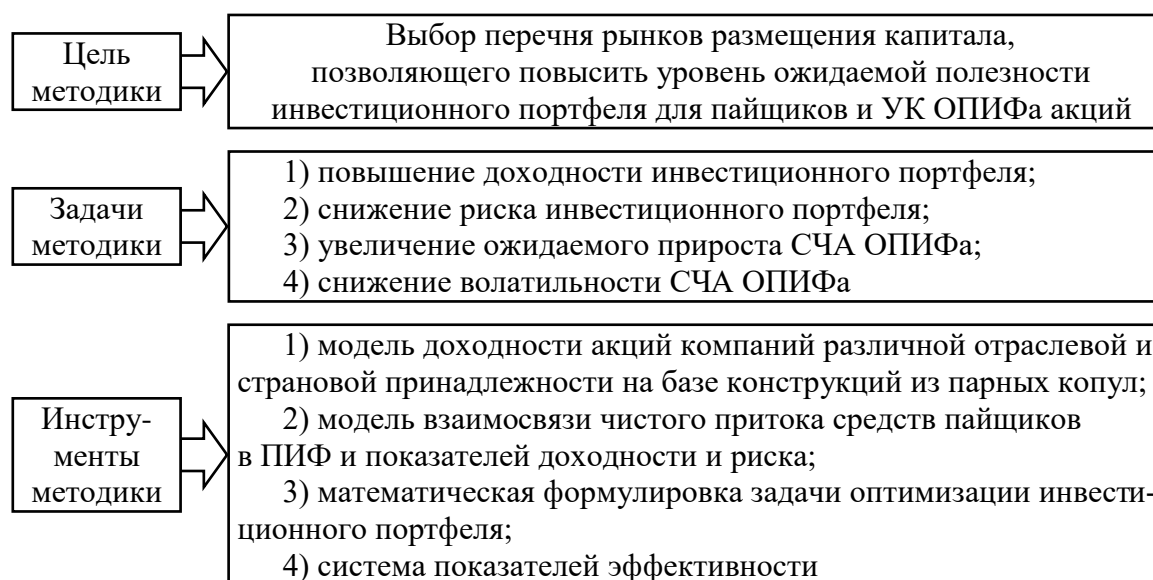 Цель
методики
Выбор перечня рынков размещения капитала,
позволяющего повысить уровень ожидаемой полезности
инвестиционного портфеля для пайщиков и УК ОПИФа акций
Задачи
методики
1) повышение доходности инвестиционного портфеля;
2) снижение риска инвестиционного портфеля;
3) увеличение ожидаемого прироста СЧА ОПИФа;
4) снижение волатильности СЧА ОПИФа
Инстру-
менты
методики
1) модель доходности акций компаний различной отраслевой и
страновой принадлежности на базе конструкций из парных копул;
2) модель взаимосвязи чистого притока средств пайщиков
в ПИФ и показателей доходности и риска;
3) математическая формулировка задачи оптимизации инвести-
ционного портфеля;
4) система показателей эффективности